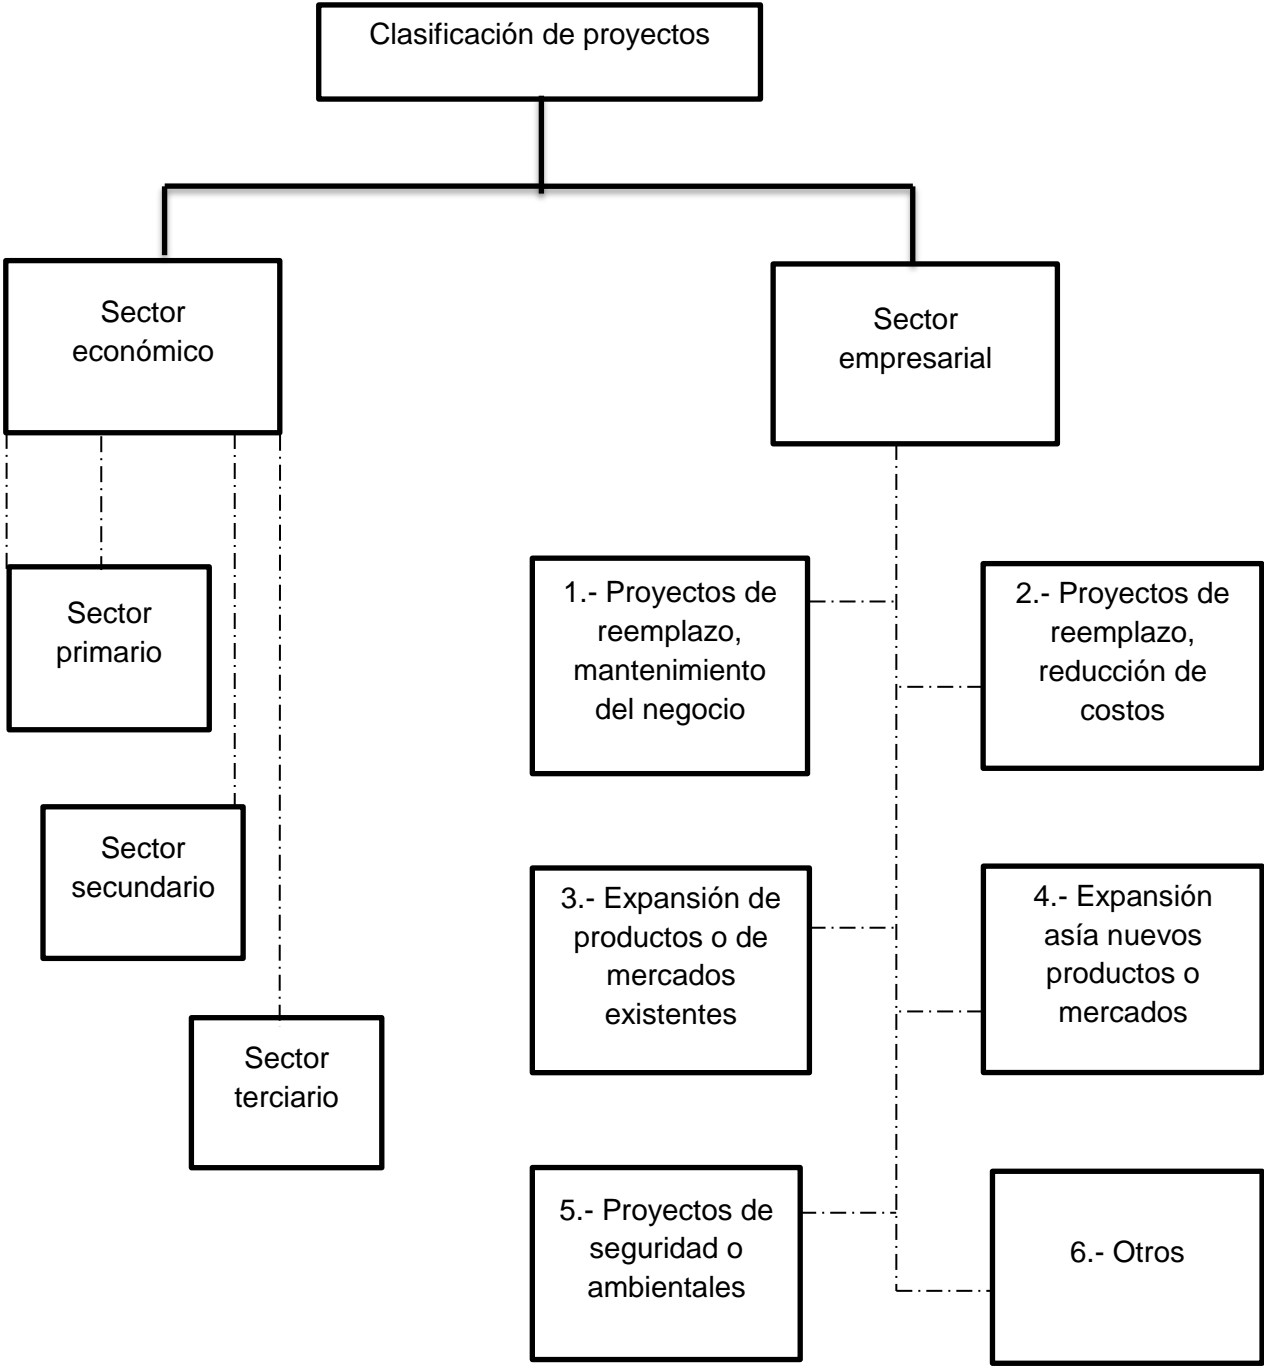 Clasificación de proyectos
Sector
económico
Sector
empresarial
Sector
primario
Sector
secundario
Sector
terciario
1.- Proyectos de
reemplazo,
mantenimiento
del negocio
2.- Proyectos de
reemplazo,
reducción de
costos
3.- Expansión de
productos o de
mercados
existentes
4.- Expansión
asía nuevos
productos o
mercados
5.- Proyectos de
seguridad o
ambientales
6.- Otros